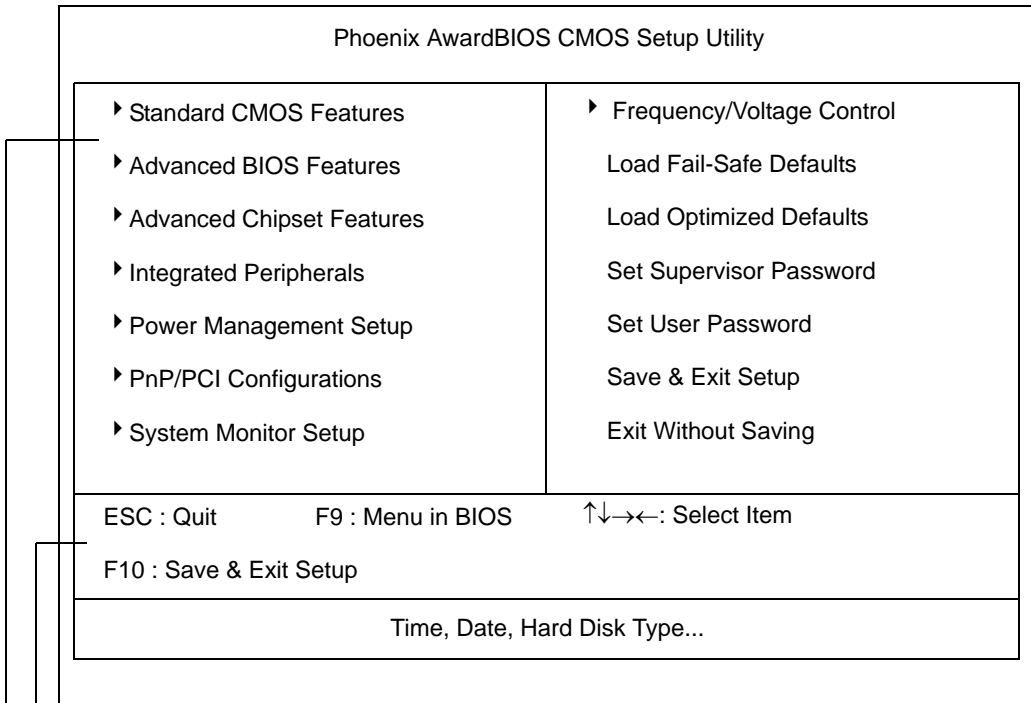 Phoenix AwardBIOS CMOS Setup Utility
Standard CMOS Features
Advanced BIOS Features
Advanced Chipset Features
Integrated Peripherals
Power Management Setup
PnP/PCI Configurations
System Monitor Setup
Frequency/Voltage Control
Load Fail-Safe Defaults
Load Optimized Defaults
Set Supervisor Password
Set User Password
Save & Exit Setup
Exit Without Saving
ESC : Quit F9 : Menu in BIOS ↑↓→←: Select Item
F10 : Save & Exit Setup
Time, Date, Hard Disk Type...